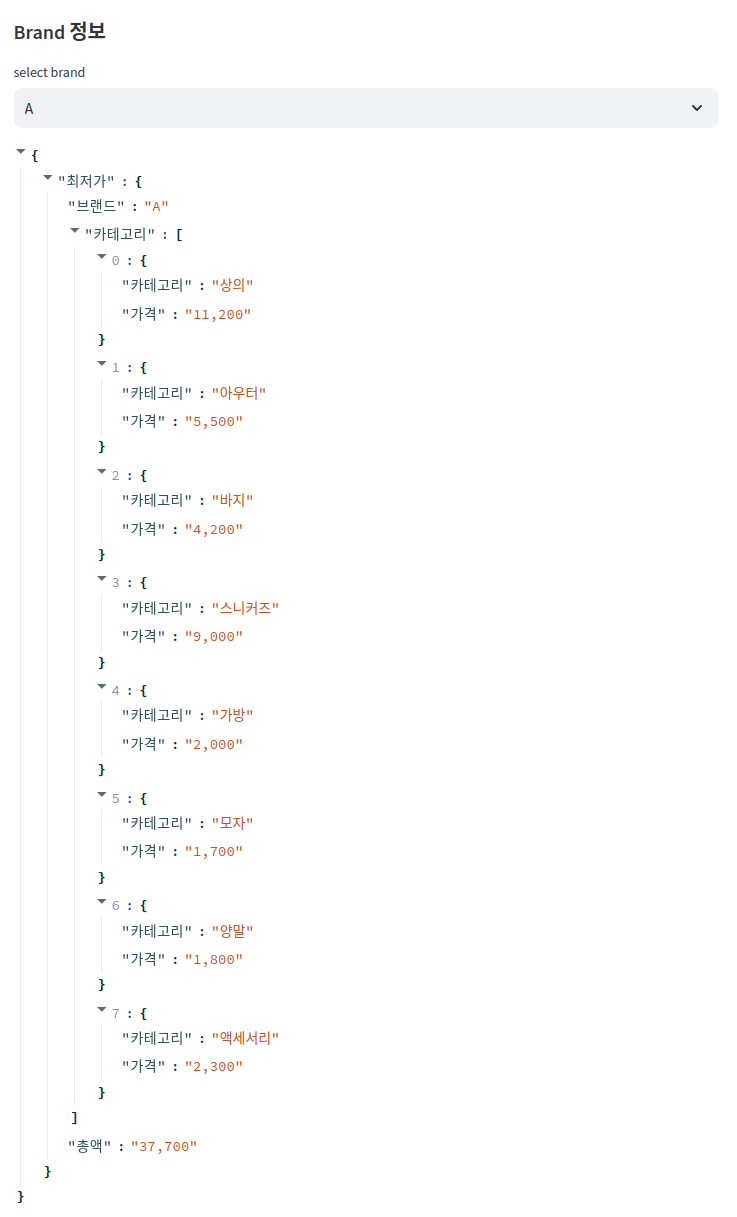 Brand 정보
select brand
A
{
"최저가" : {
"브랜드" : "A"
"카테고리" : [
0 : {
"카테고리" : "상의"
"가격" : "11,200"
}
1 : {
"카테고리" : "아우터"
"가격" : "5,500"
}
2 : {
"카테고리" : "바지"
"가격" : "4,200"
}
3 : {
"카테고리" : "스니커즈"
"가격" : "9,000"
}
4 : {
"카테고리" : "가방"
"가격" : "2,000"
}
5 : {
"카테고리" : "모자"
"가격" : "1,700"
}
6 : {
"카테고리" : "양말"
"가격" : "1,800"
}
7 : {
"카테고리" : "액세서리"
"가격" : "2,300"
}
]
"총액" : "37,700"
}
}